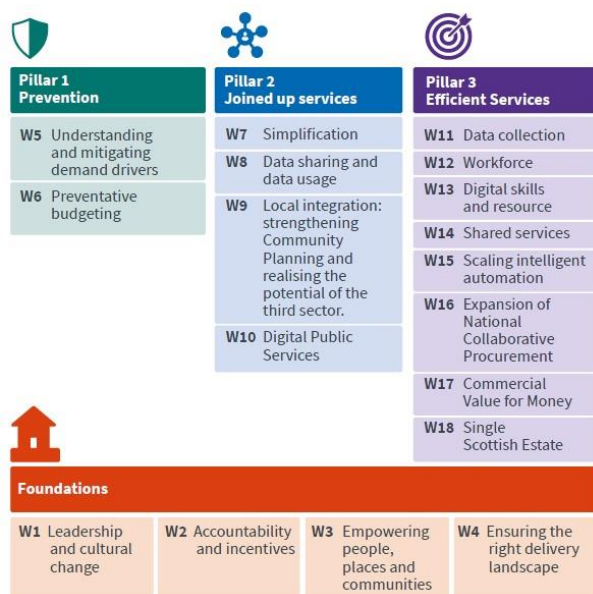 Pillar 1
Prevention
W5 Understanding
and mitigating
demand drivers
W6 Preventative
budgeting
Pillar 2
Joined up services
W7 Simplification
W8 Data sharing and
data usage
W9 Local integration:
strengthening
Community
Planning and
realising the
potential of the
third sector.
W10 Digital Public
Services
Pillar 3
Efficient Services
W11 Data collection
W12 Workforce
W13 Digital skills
and resource
W14 Shared services
W15 Scaling intelligent
automation
W16 Expansion of
National
Collaborative
Procurement
W17 Commercial
Value for Money
W18 Single
Scottish Estate
Foundations
W1 Leadership
and cultural
change
W2 Accountability
and incentives
W3 Empowering
people,
places and
communities
W4 Ensuring the
right delivery
landscape